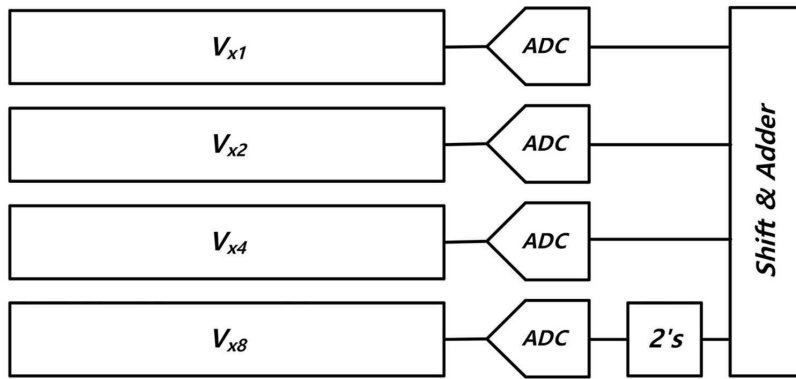 Vx1
ADC
Vx2
ADC
Vx4
ADC
Vx8
ADC
2's
Shift & Adder